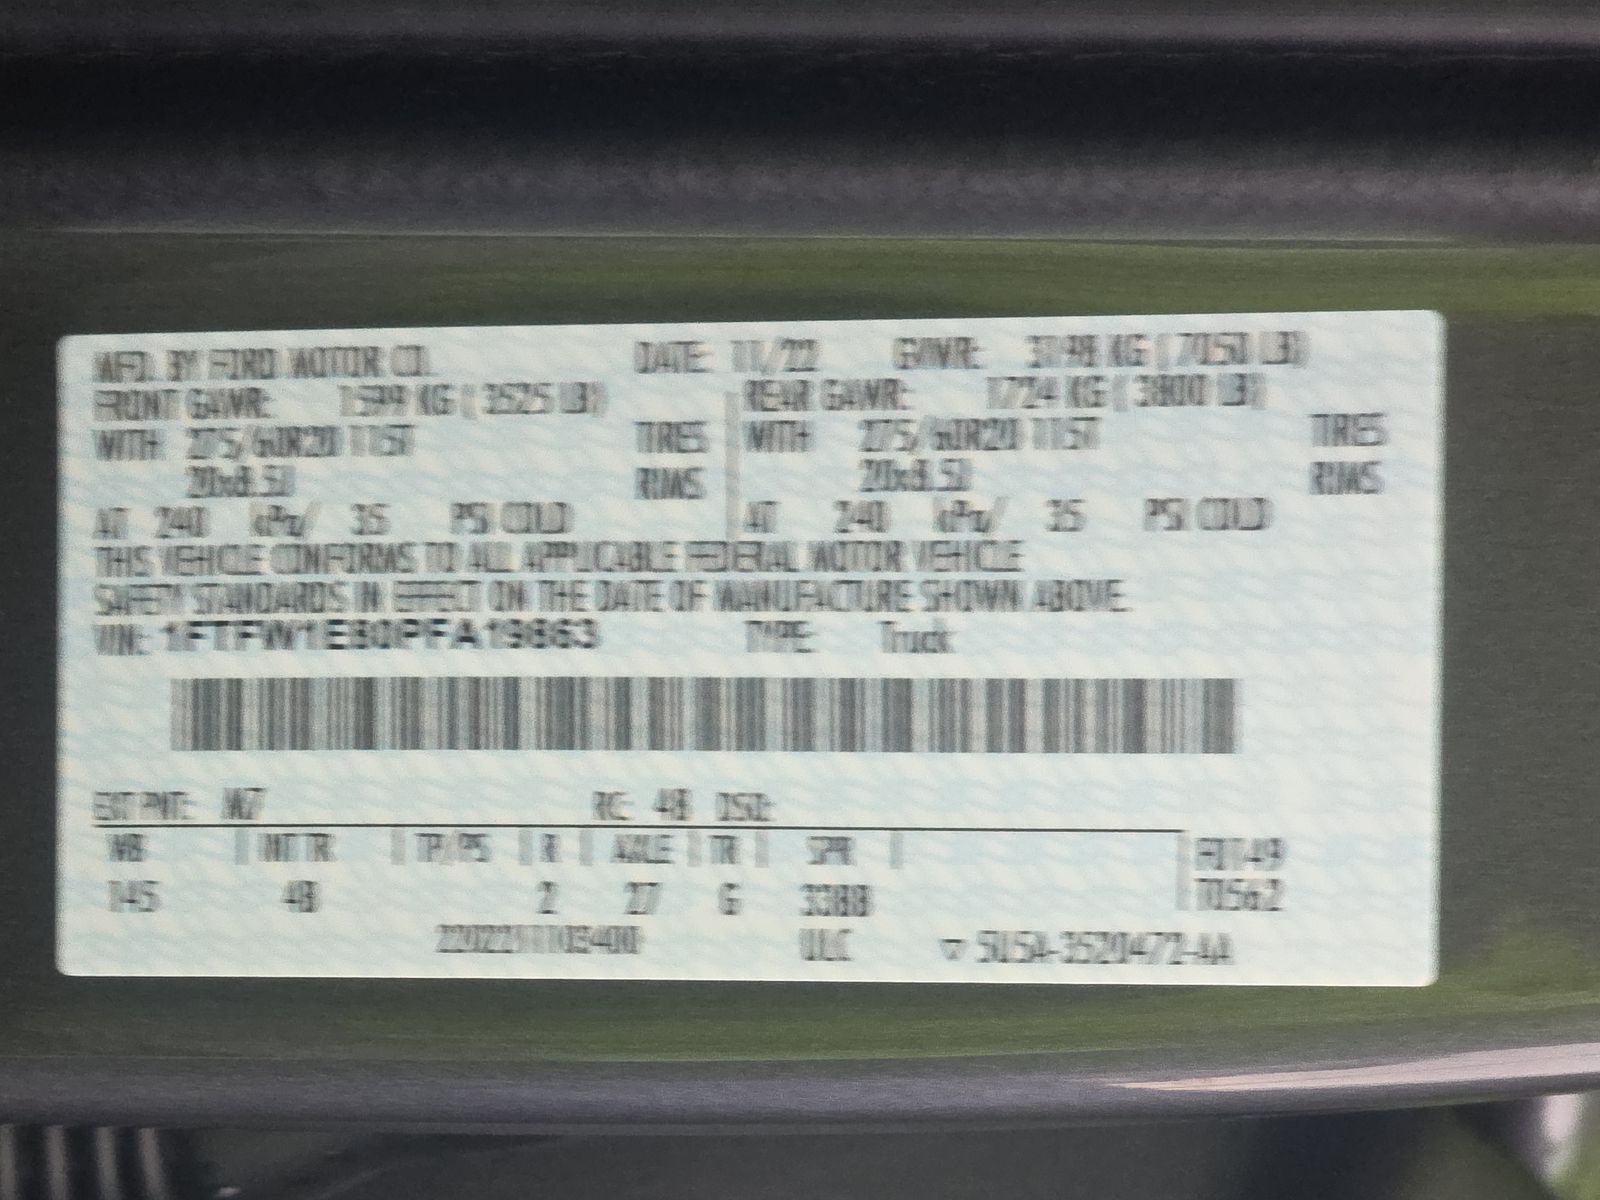 MFD. BY FORD MOTOR CO. DATE: 11/22 GVWR: 3198 KG ( 7050 LB)
FRONT GAWR: 1599 KG ( 3525 LB) REAR GAWR: 1724 KG ( 3800 LB)
WITH 275/60R20 115T TIRES WITH 275/60R20 115T TIRES
20x8.5J RIMS 20x8.5J RIMS
AT 240 kPa/ 35 PSI COLD AT 240 kPa/ 35 PSI COLD
THIS VEHICLE CONFORMS TO ALL APPLICABLE FEDERAL MOTOR VEHICLE
SAFETY STANDARDS IN EFFECT ON THE DATE OF MANUFACTURE SHOWN ABOVE.
VIN: TYPE: Truck
EXT PNT: RC: 48 DSO:
WB INT TR TP/PS R AXLE TR SPR
145 2 27 G
ULC